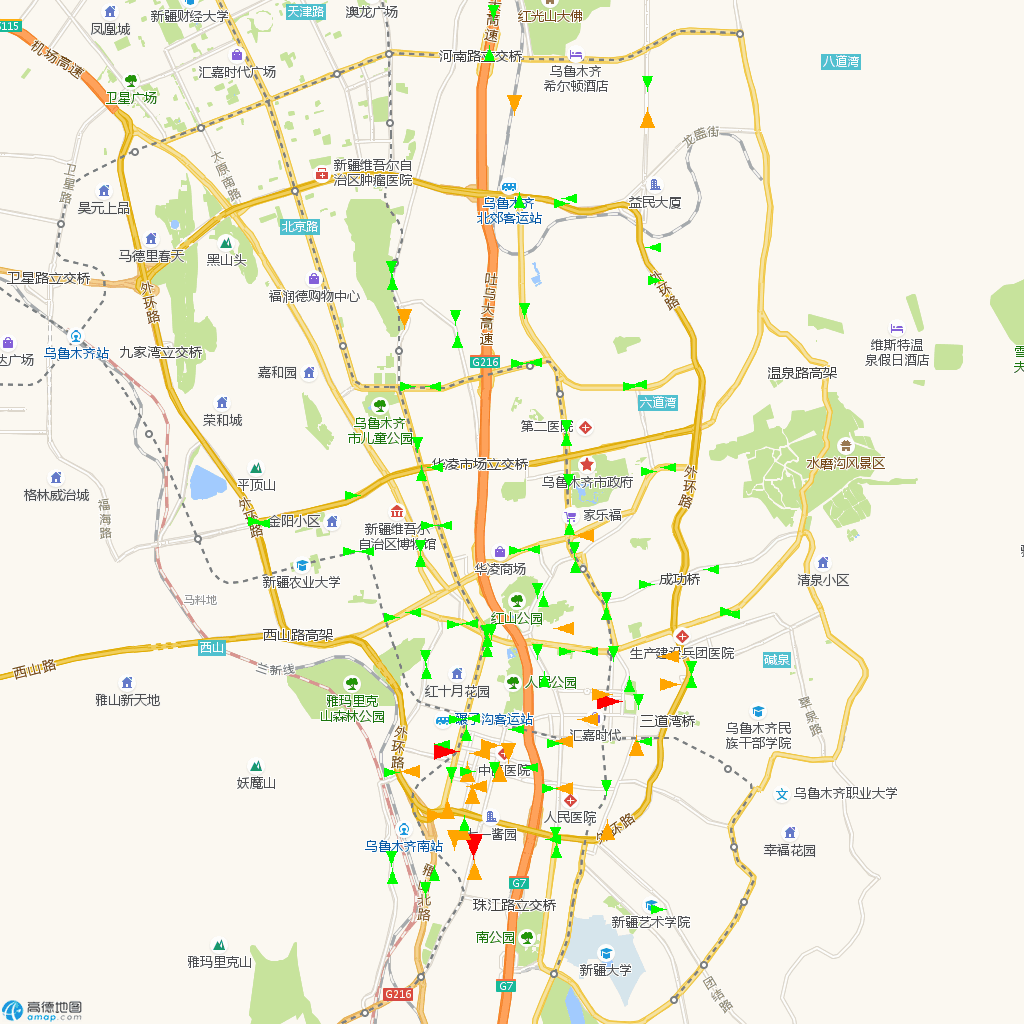 新疆财经大学
天津路
澳龙广场
红光山大佛
凤凰城
G115
机场高速
汇嘉时代广场
河南路立交桥
八道湾
乌鲁木齐
希尔顿酒店
卫星广场
龙盛街
太原南路
卫星路
新疆维吾尔自
治区肿瘤医院
昊元上品
乌鲁木齐
北郊客运站
益民大厦
北京路
马德里春天
黑山头
卫星路立交桥
外环路
福润德购物中心
吐乌大高速
北环路
乌鲁木齐站
达广场
九家湾立交桥
G216
维斯特温
泉假日酒店
嘉和园
温泉路高架
荣和城
六道湾
乌鲁木齐
市儿童公园
第二医院
华凌市场立交桥
水磨沟风景区
平顶山
乌鲁木齐市政府
外环路
格林威治城
福海路
外环路
金阳小区
新疆维吾尔
自治区博物馆
家乐福
华凌商场
新疆农业大学
成功桥
清泉小区
马料地
红山公园
西山
西山路高架
西山路
兰新线
生产建设兵团医院
碱泉
雅山新天地
雅玛里克
山森林公园
红十月花园
人民公园
翠泉路
碾子沟客运站
三道湾桥
汇嘉时代
乌鲁木齐民
族干部学院
外环路
妖魔山
中医医院
乌鲁木齐职业大学
人民医院
七一酱园
外环路
乌鲁木齐南站
幸福花园
雅山北路
G7
珠江路立交桥
新疆艺术学院
南公园
雅玛里克山
新疆大学
G7
G216
团结路
高德地图
amap.com